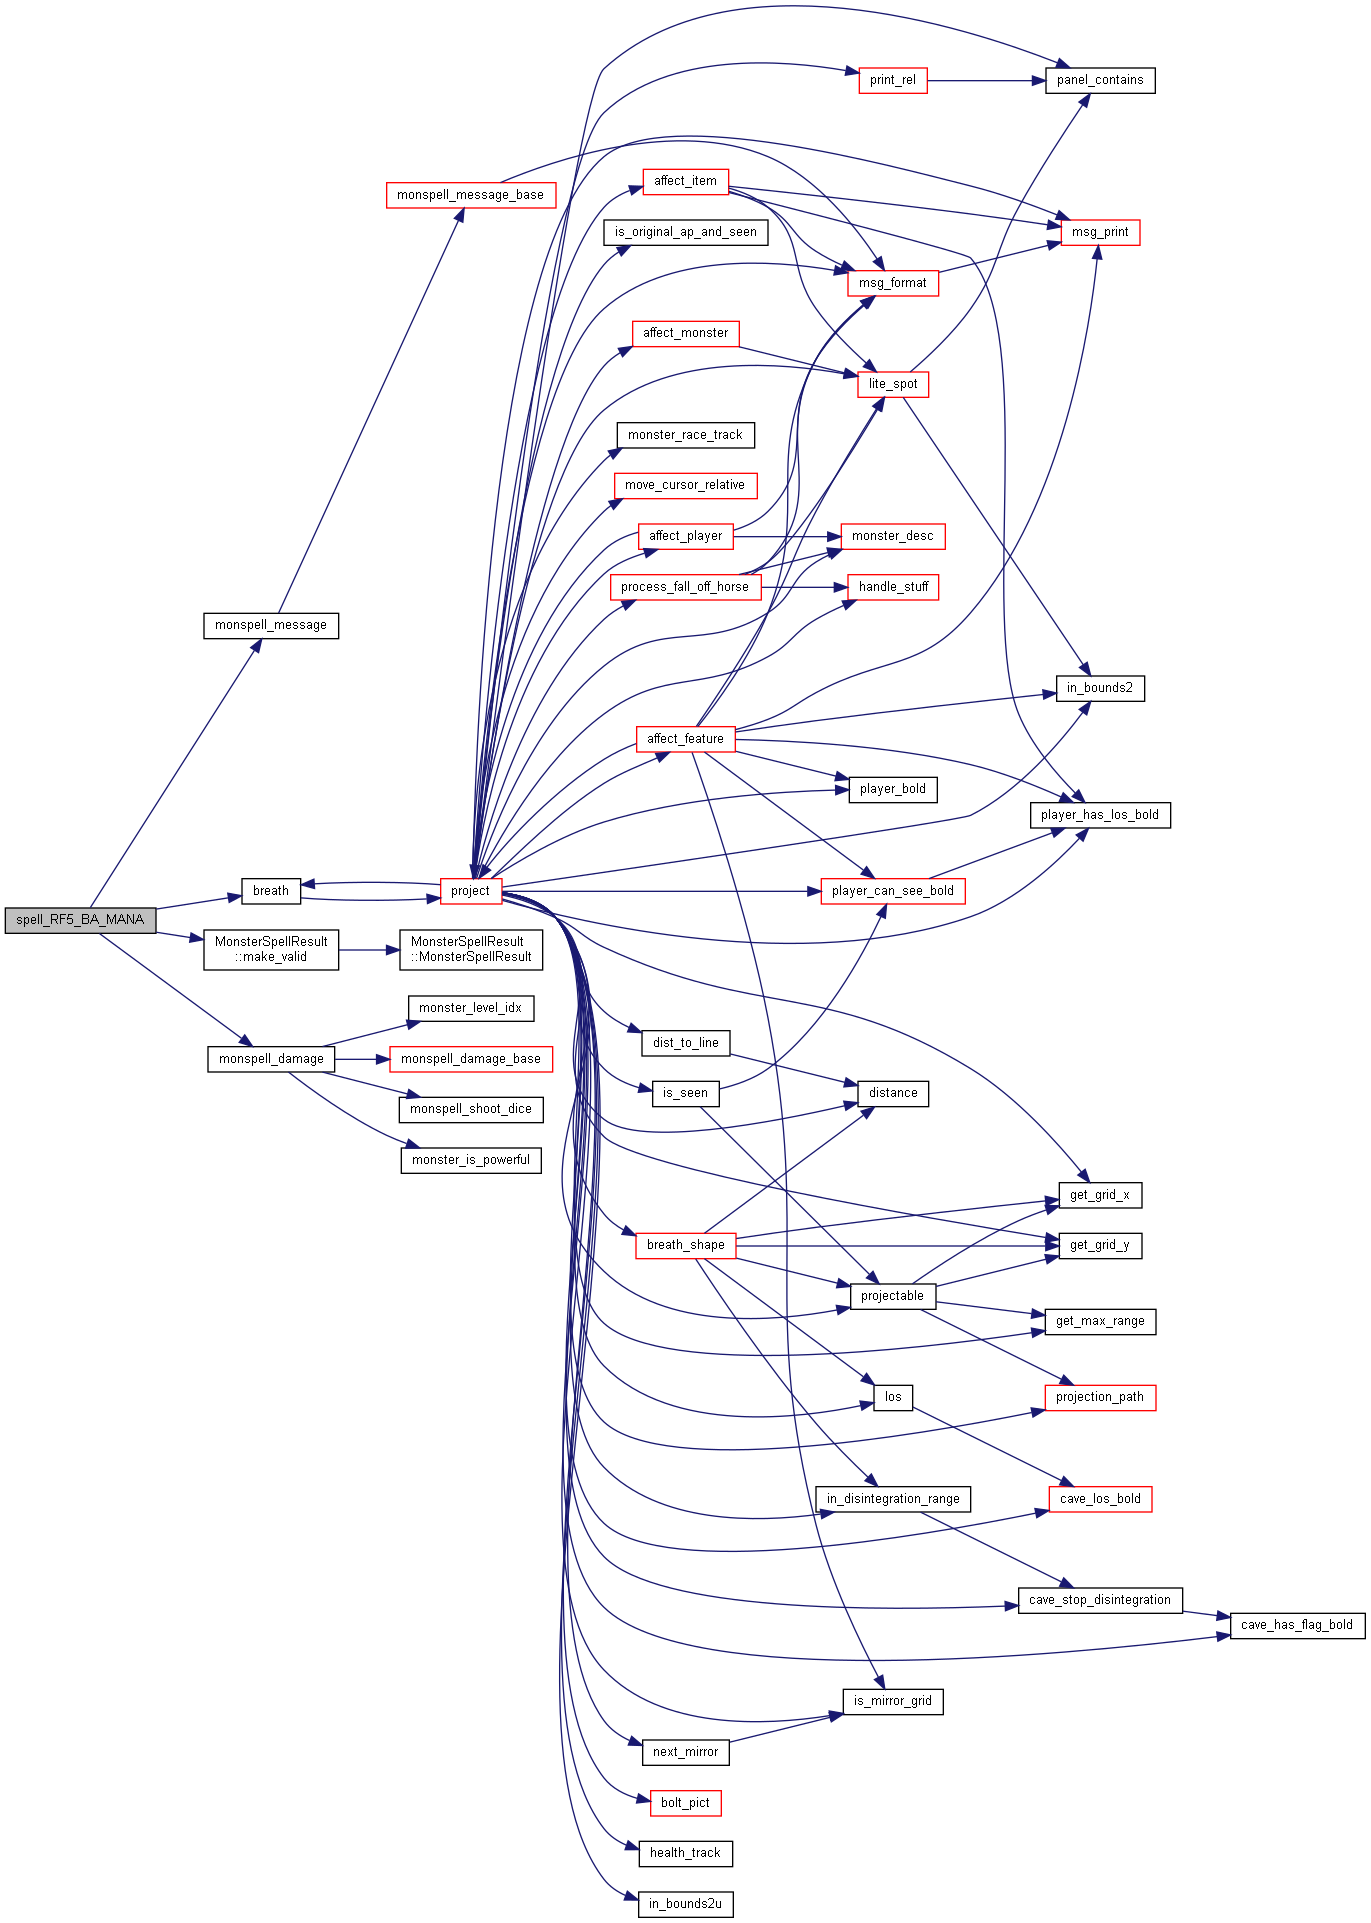 print_rel
panel_contains
affect_item
monspell_message_base
is_original_ap_and_seen
msg_print
msg_format
affect_monster
lite_spot
monster_race_track
move_cursor_relative
affect_player
monster_desc
process_fall_off_horse
handle_stuff
monspell_message
in_bounds2
affect_feature
player_bold
player_has_los_bold
breath
project
player_can_see_bold
spell_RF5_BA_MANA
MonsterSpellResult
::make_valid
MonsterSpellResult
::MonsterSpellResult
monster_level_idx
dist_to_line
monspell_damage
monspell_damage_base
is_seen
distance
monspell_shoot_dice
monster_is_powerful
get_grid_x
breath_shape
get_grid_y
projectable
get_max_range
los
projection_path
in_disintegration_range
cave_los_bold
cave_stop_disintegration
cave_has_flag_bold
is_mirror_grid
next_mirror
bolt_pict
health_track
in_bounds2u